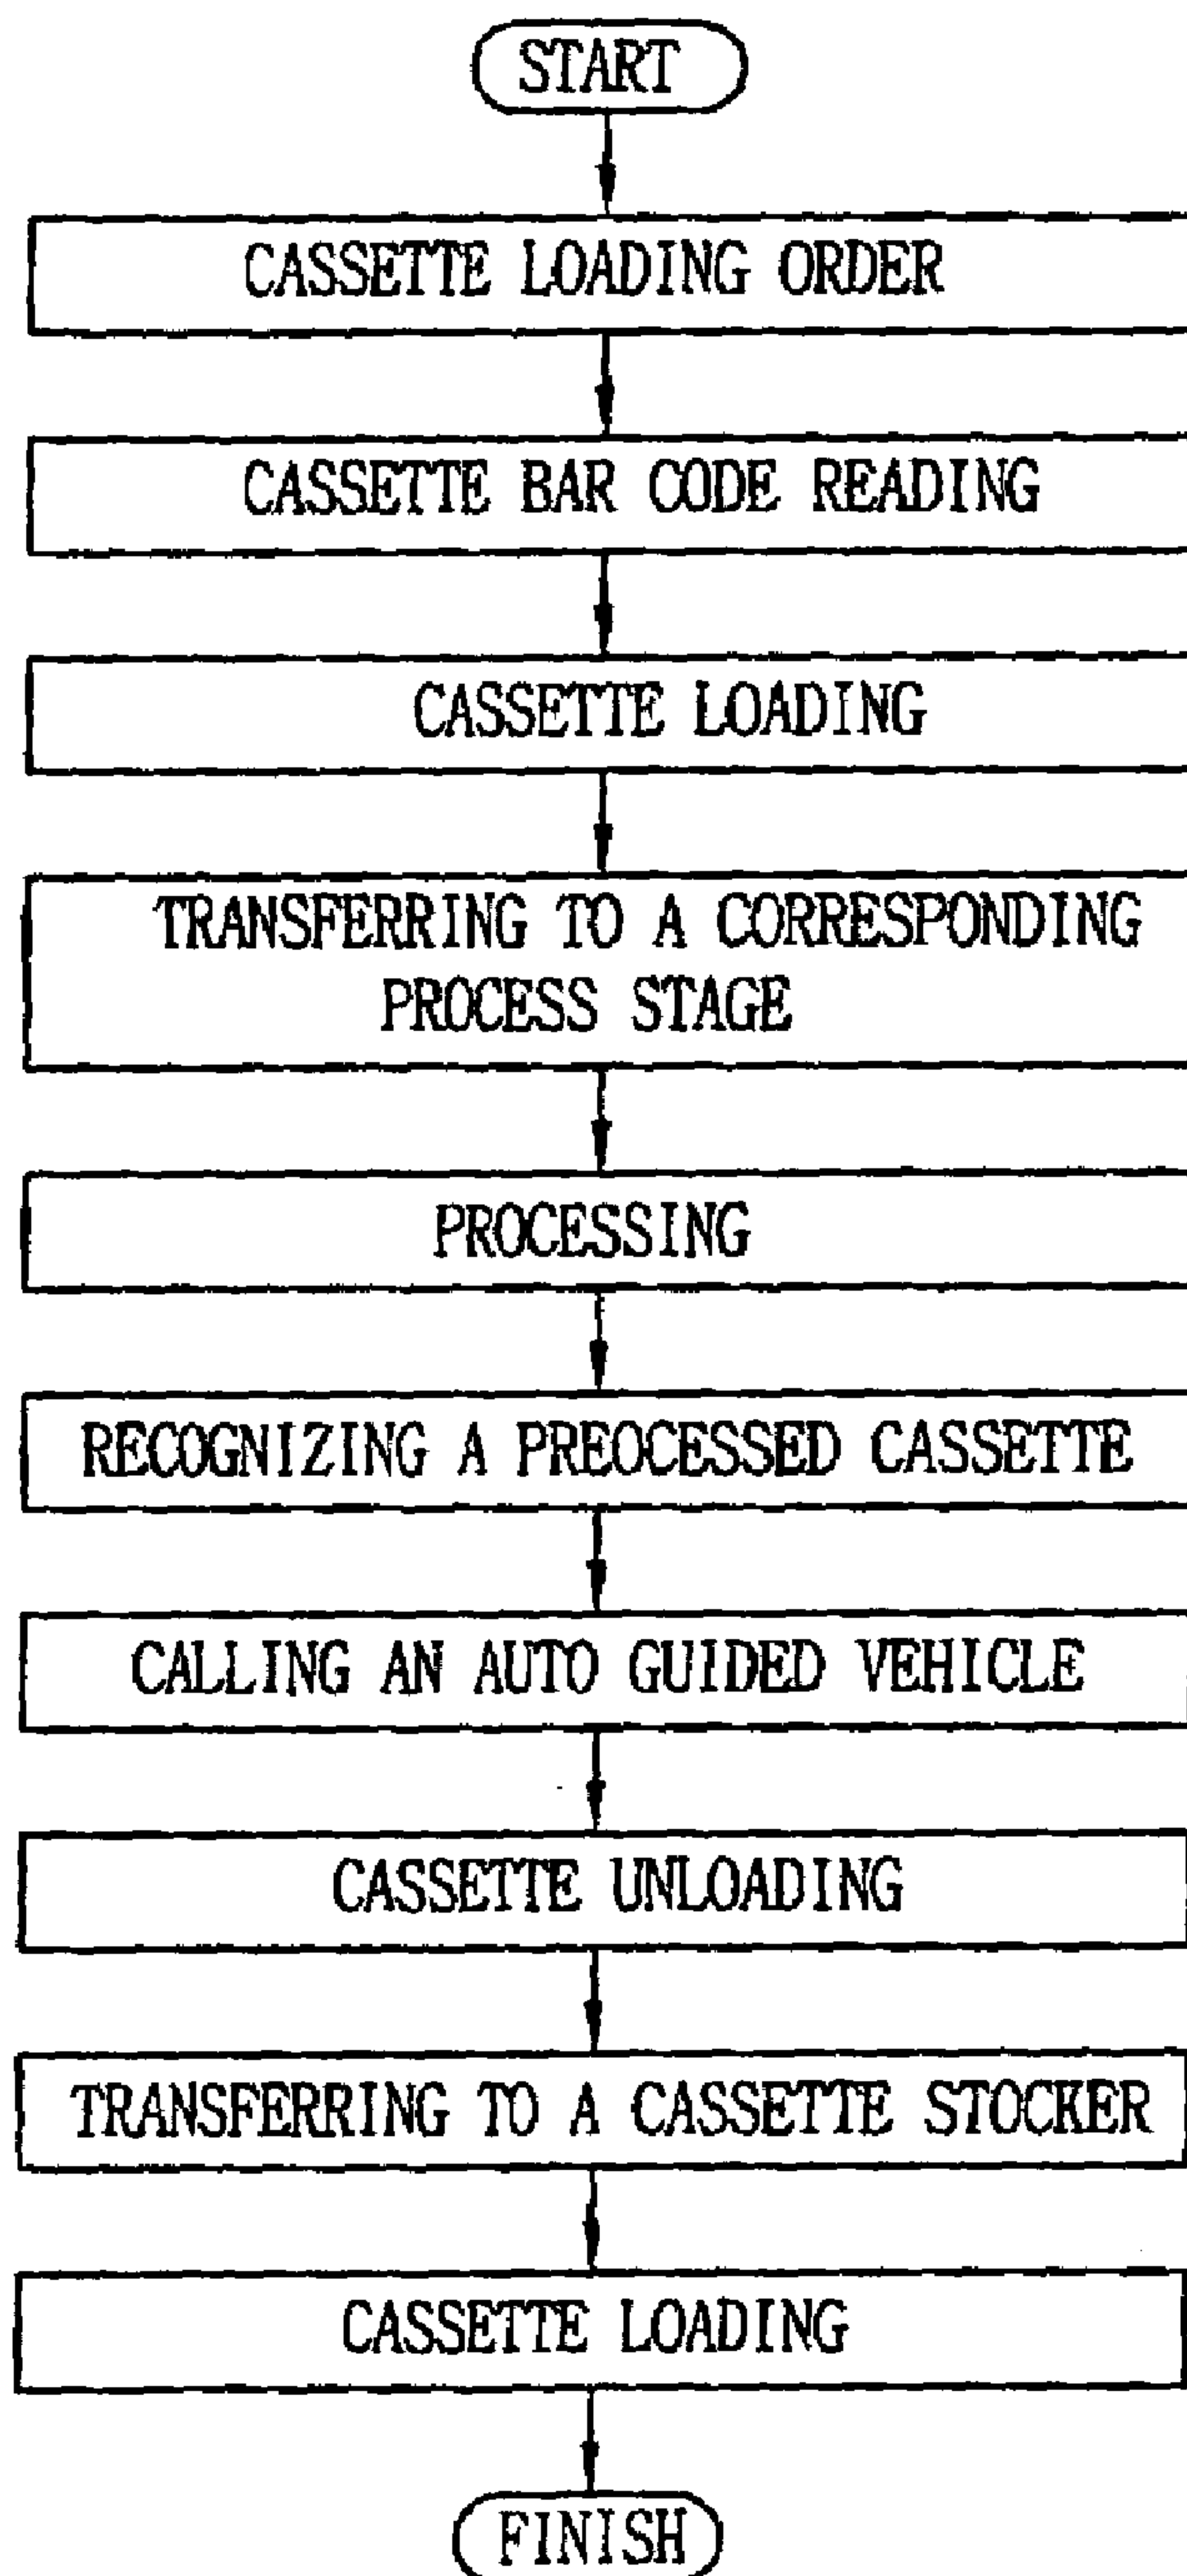 START
CASSETTE LOADING ORDER
CASSETTE BAR CODE READING
CASSETTE LOADING
TRANSFERRING TO A CORRESPONDING
PROCESS STAGE
PROCESSING
RECOGNIZING A PREOCESSED CASSETTE
CALLING AN AUTO GUIDED VEHICLE
CASSETTE UNLOADING
TRANSFERRING TO A CASSETTE STOCKER
CASSETTE LOADING
FINISH